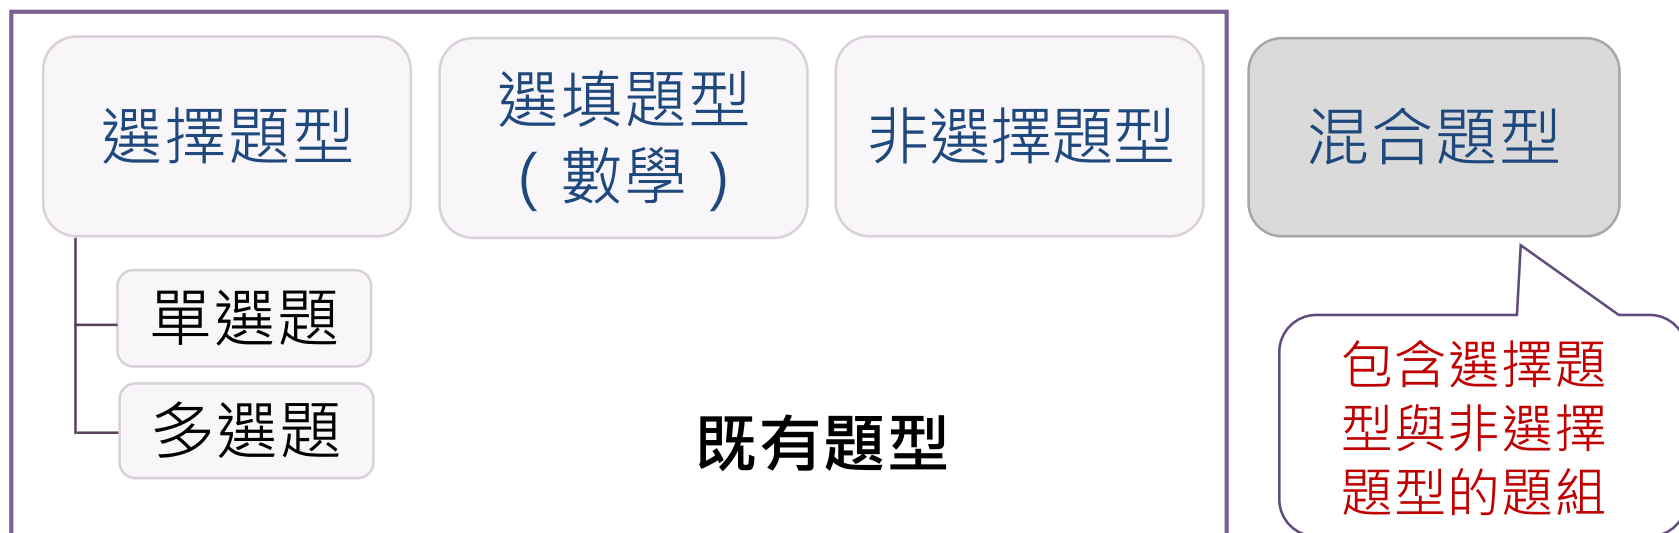 選擇題型
選填題型
（數學）
非選擇題型
混合題型
單選題
多選題
既有題型
包含選擇題
型與非選擇
題型的題組